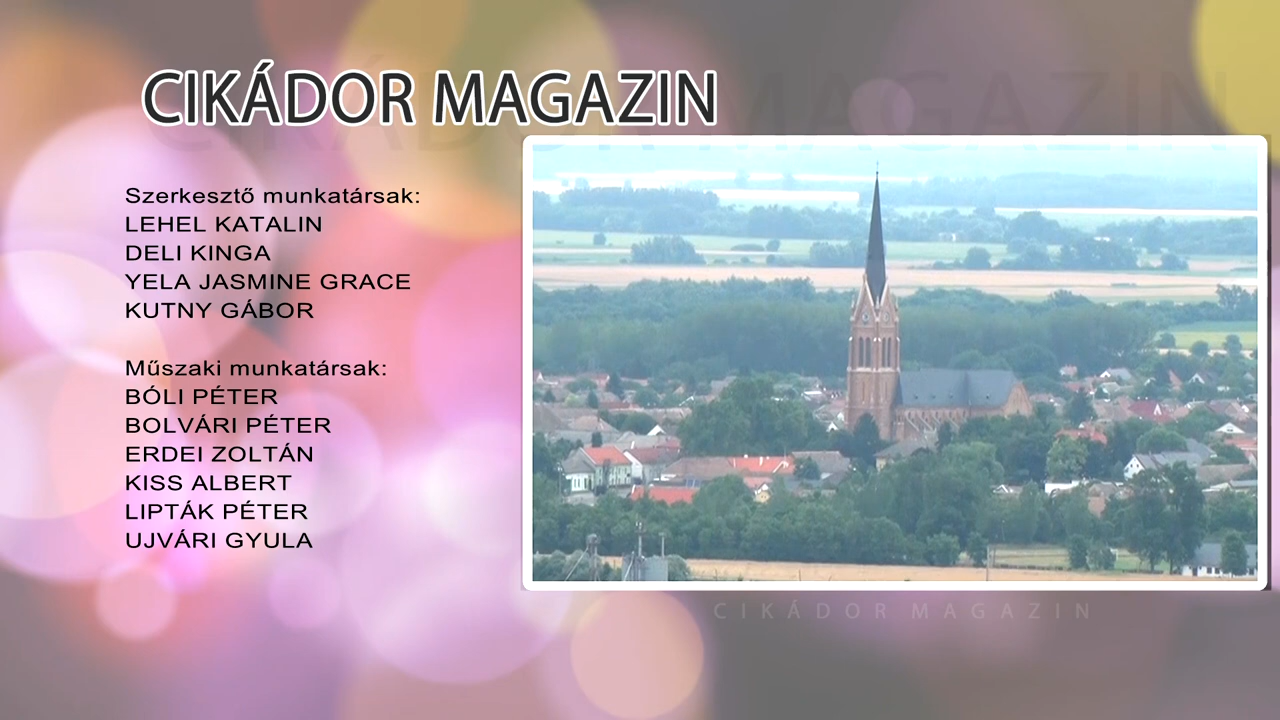 CIKÁDOR MAGAZIN
Szerkesztő munkatársak:
LEHEL KATALIN
DELI KINGA
YELA JASMINE GRACE
KUTNY GÁBOR
Műszaki munkatársak:
BÓLI PÉTER
BOLVÁRI PÉTER
ERDEI ZOLTÁN
KISS ALBERT
LIPTÁK PÉTER
UJVÁRI GYULA
CIKÁDOR MAGAZIN